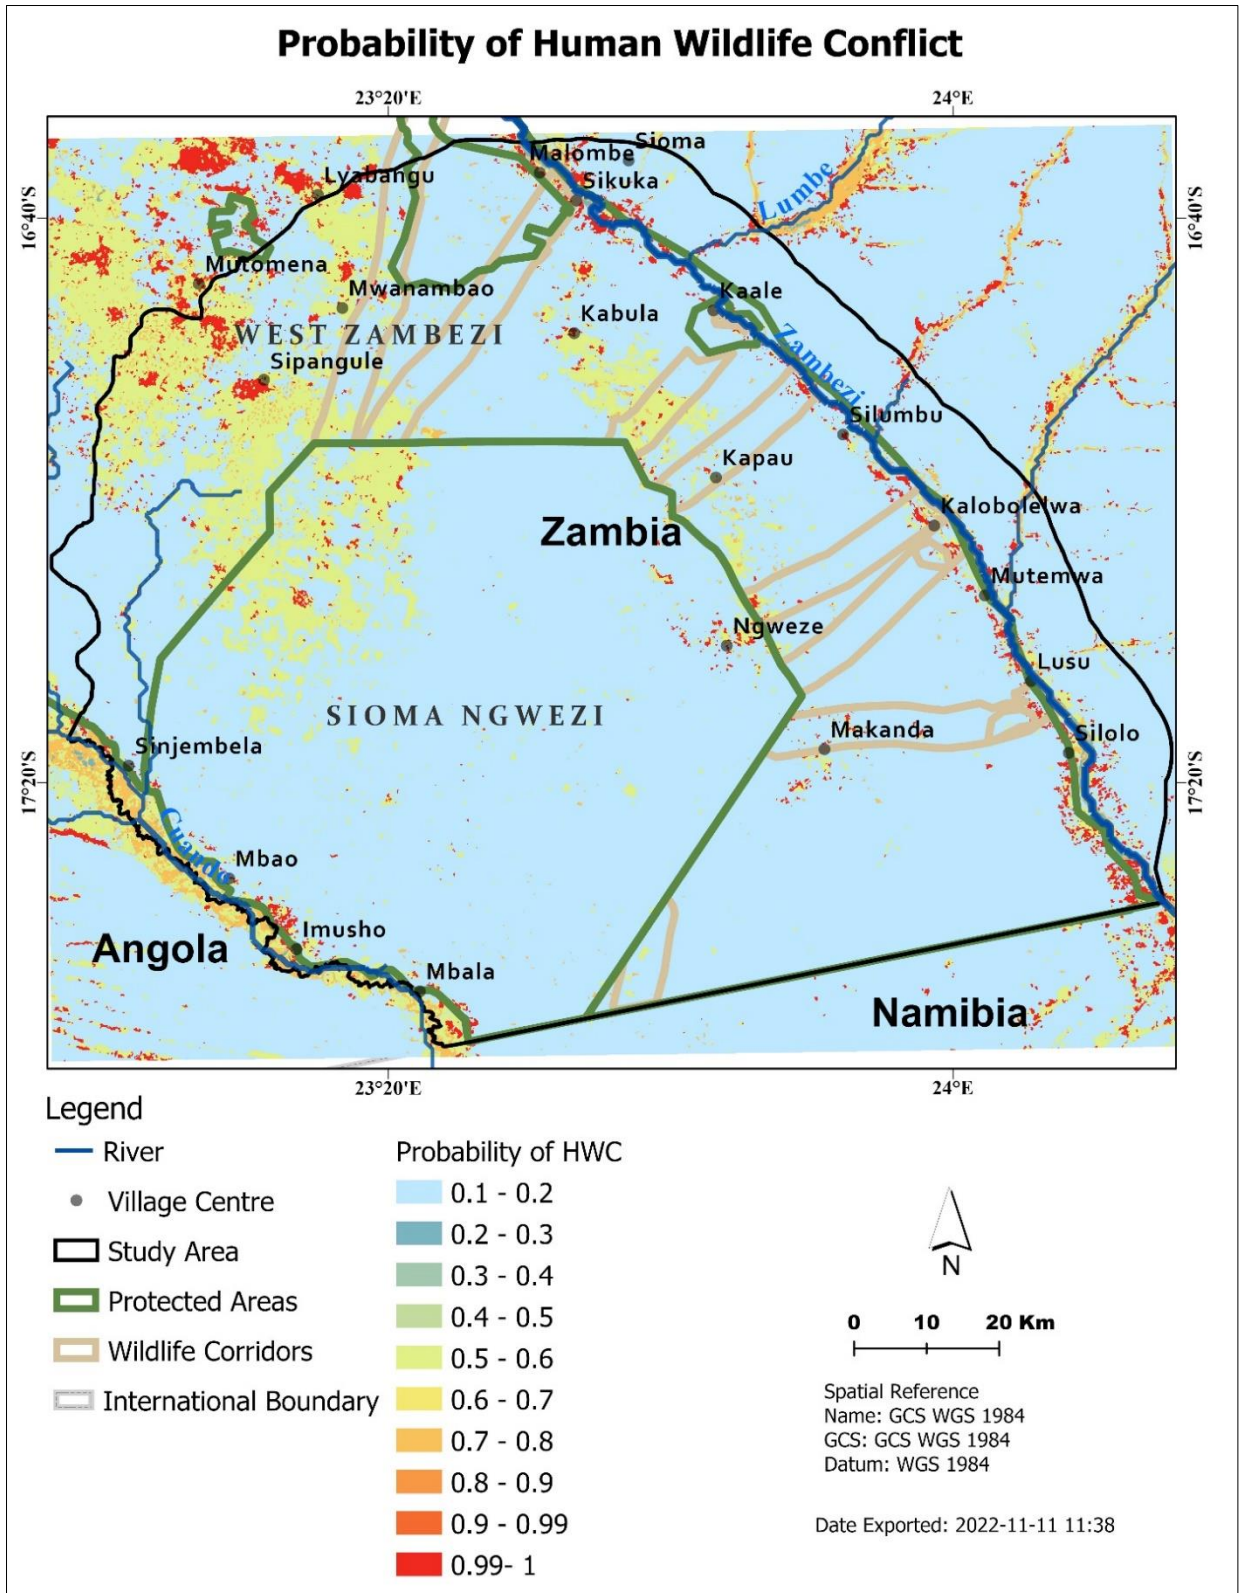 Probability of Human Wildlife Conflict
23°20'E
24°E
16°40'S
16°40'S
Sioma
Malombe
Lyabangu
Sikuka
Lumbe
Mutomena
Mwanambao
Kaale
Kabula
WEST ZAMBEZI
Zambezi
Sipangule
Silumbu
Kapau
Kalobolelwa
Zambia
Mutemwa
Ngweze
Lusu
SIOMA NGWEZI
Makanda
Silolo
Sinjembela
17°20'S
17°20'S
Cuando
Mbao
Imusho
Angola
Mbala
Namibia
23°20'E
24°E
Legend
River
Village Centre
Study Area
Protected Areas
Wildlife Corridors
International Boundary
Probability of HWC
0.1 - 0.2
0.2 - 0.3
0.3 - 0.4
0.4 - 0.5
0.5 - 0.6
0.6 - 0.7
0.7 - 0.8
0.8 - 0.9
0.9 - 0.99
0.99- 1
N
0 10 20 Km
Spatial Reference
Name: GCS WGS 1984
GCS: GCS WGS 1984
Datum: WGS 1984
Date Exported: 2022-11-11 11:38